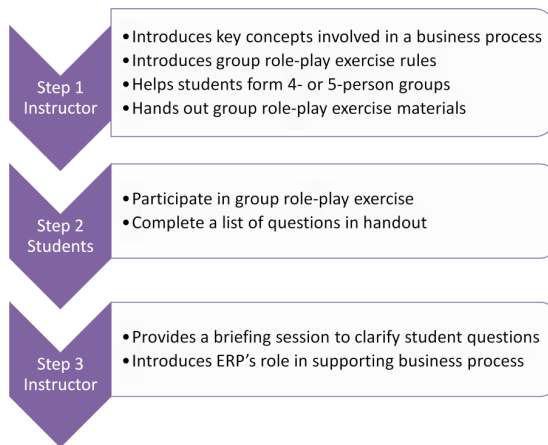 Step 1
Instructor
•Introduces key concepts involved in a business process
•Introduces group role-play exercise rules
•Helps students form 4- or 5-person groups
•Hands out group role-play exercise materials
Step 2
Students
•Participate in group role-play exercise
•Complete a list of questions in handout
Step 3
Instructor
•Provides a briefing session to clarify student questions
•Introduces ERP's role in supporting business process